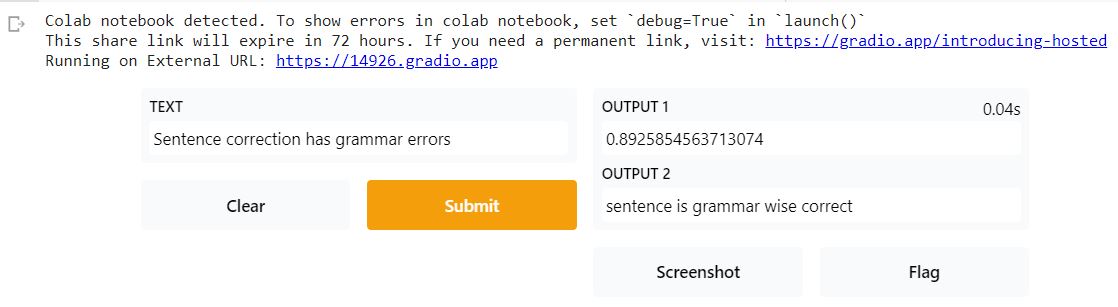 Colab notebook detected. To show errors in colab notebook, set `debug=True` in `launch()`
This share link will expire in 72 hours. If you need a permanent link, visit: https://gradio.app/introducing-hosted
Running on External URL: https://14926.gradio.app
TEXT
Sentence correction has grammar errors
Clear
Submit
OUTPUT 1
0.04s
0.8925854563713074
OUTPUT 2
sentence is grammar wise correct
Screenshot
Flag